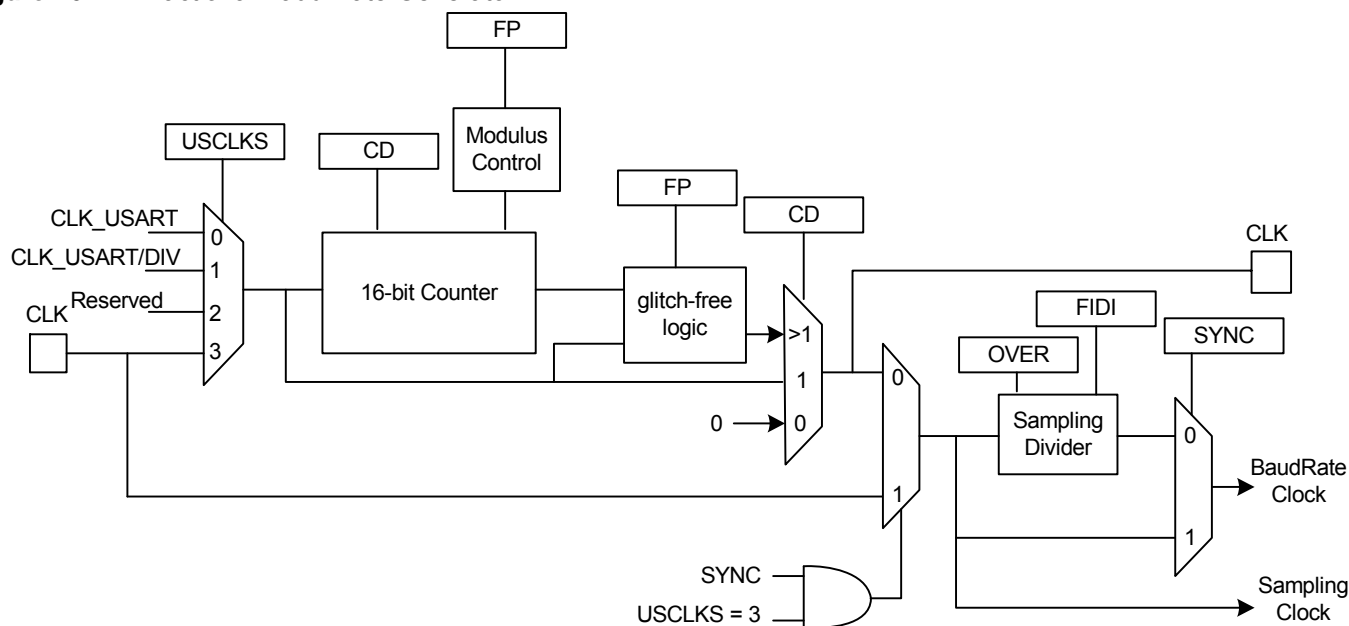 FP
USCLKS
CD
Modulus
Control
FP
CD
CLK_USART
CLK_USART/DIV
Reserved
CLK
0
1
2
3
16-bit Counter
glitch-free
logic
>1
1
0
0
CLK
FIDI
OVER
SYNC
0
1
Sampling
Divider
0
1
BaudRate
Clock
SYNC
USCLKS = 3
Sampling
Clock